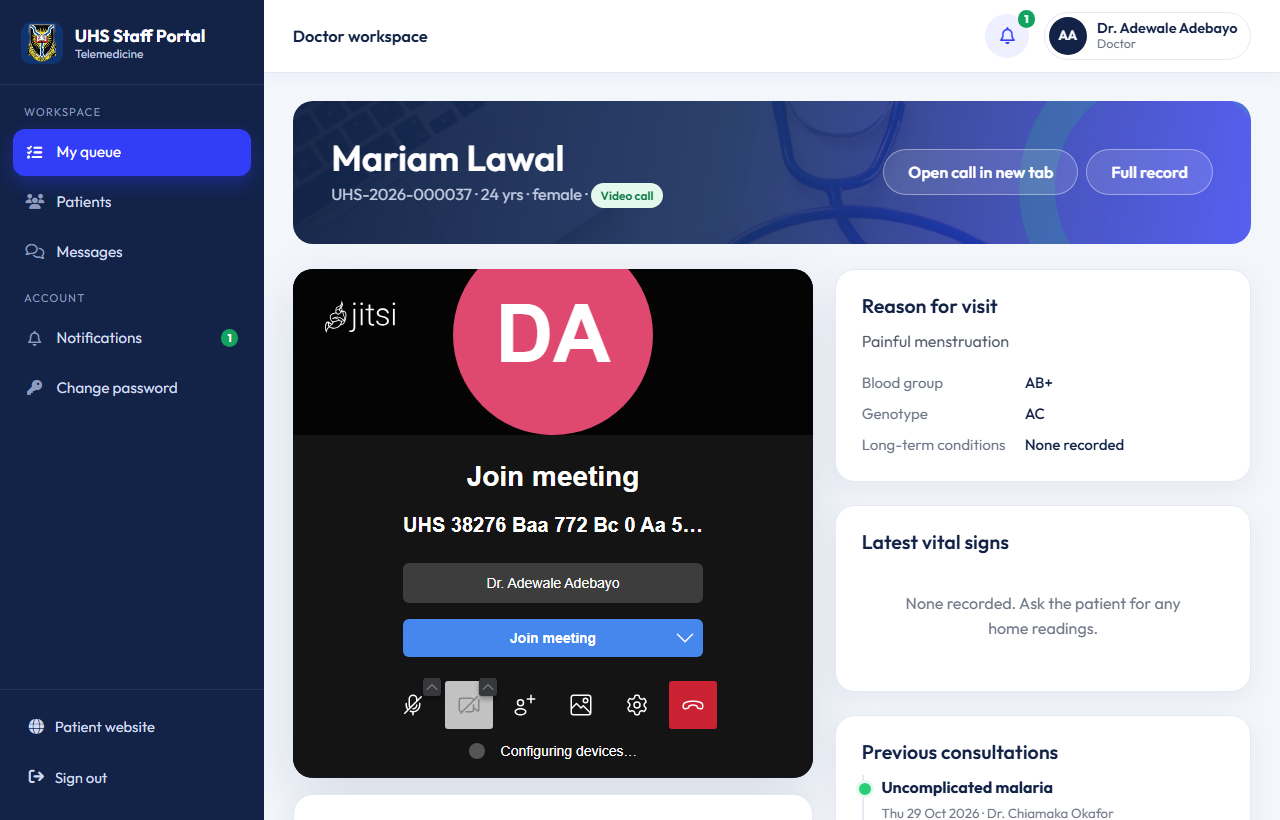 UHS Staff Portal
Telemedicine
WORKSPACE
My queue
Patients
Messages
ACCOUNT
Notifications 1
Change password
Patient website
Sign out
Doctor workspace
1
AA
Dr. Adewale Adebayo
Doctor
Mariam Lawal
UHS-2026-000037 · 24 yrs · female · Video call
Open call in new tab
Full record
jitsi
DA
Join meeting
UHS 38276 Baa 772 Bc 0 Aa 5...
Dr. Adewale Adebayo
Join meeting
Configuring devices...
Reason for visit
Painful menstruation
Blood group AB+
Genotype AC
Long-term conditions None recorded
Latest vital signs
None recorded. Ask the patient for any
home readings.
Previous consultations
Uncomplicated malaria
Thu 29 Oct 2026 · Dr. Chiamaka Okafor